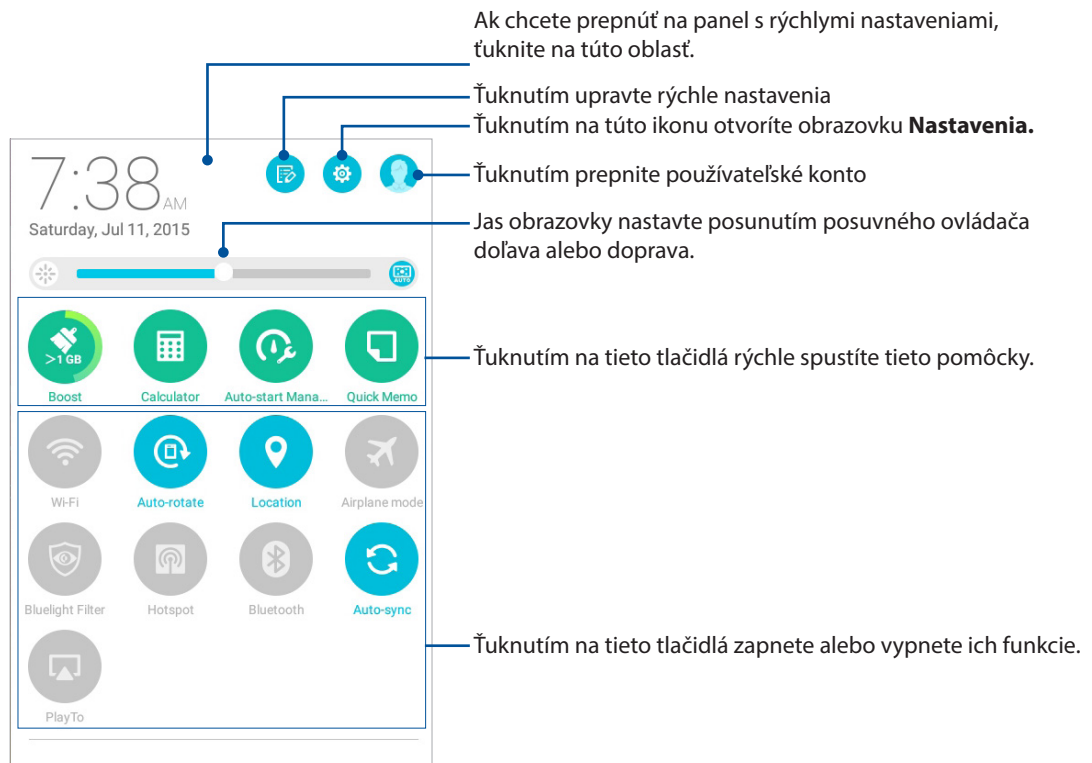 Ak chcete prepnúť na panel s rýchlymi nastaveniami,
ťuknite na túto oblasť.
Ťuknutím upravte rýchle nastavenia
Ťuknutím na túto ikonu otvoríte obrazovku Nastavenia.
Ťuknutím prepnite používateľské konto
Jas obrazovky nastavte posunutím posuvného ovládača
doľava alebo doprava.
Ťuknutím na tieto tlačidlá rýchle spustíte tieto pomôcky.
Ťuknutím na tieto tlačidlá zapnete alebo vypnete ich funkcie.
7:38 AM
Saturday, Jul 11, 2015
AUTO
>1 GB
Boost Calculator Auto-start Mana... Quick Memo
Wi-Fi Auto-rotate Location Airplane mode
Bluelight Filter Hotspot Bluetooth Auto-sync
PlayTo